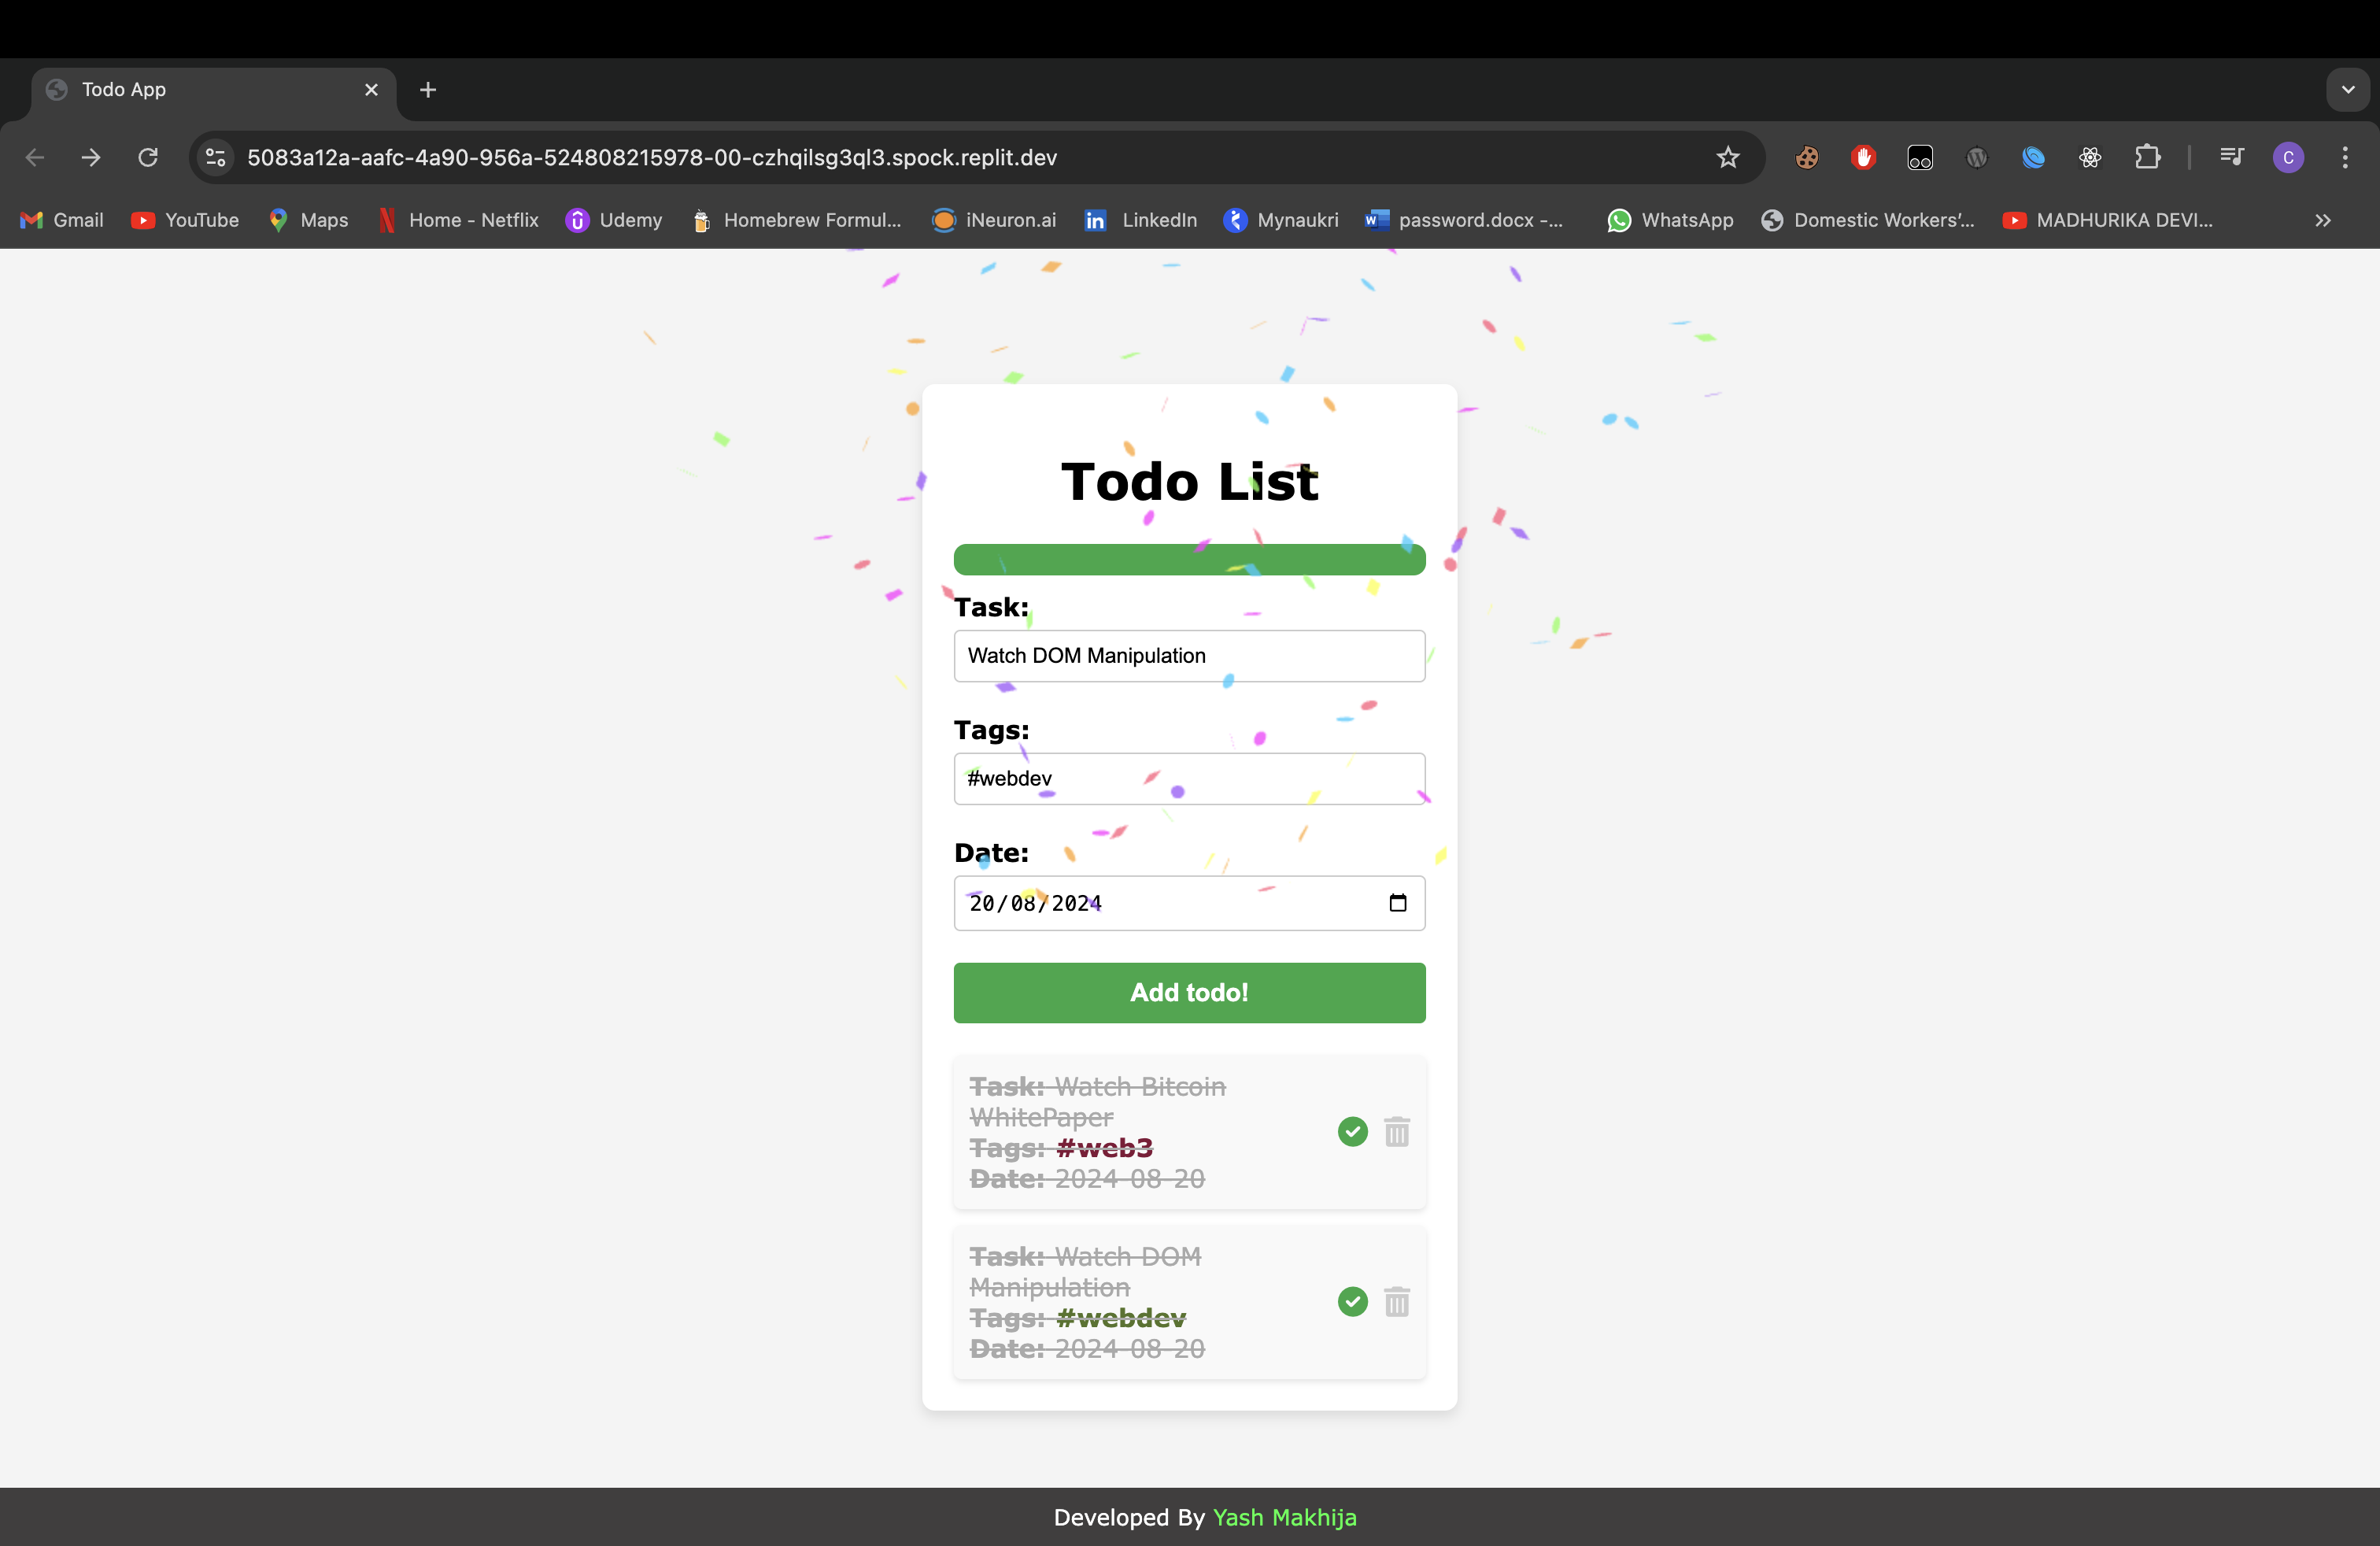 Todo App
5083a12a-aafc-4a90-956a-524808215978-00-czhqilsg3ql3.spock.replit.dev
C
Gmail
YouTube
Maps
Home - Netflix
Udemy
Homebrew Formul...
iNeuron.ai
LinkedIn
Mynaukri
password.docx -...
WhatsApp
Domestic Workers'...
MADHURIKA DEVI...
Todo List
Task:
Watch DOM Manipulation
Tags:
#webdev
Date:
20/08/2024
Add todo!
Task: Watch Bitcoin
WhitePaper
Tags: #web3
Date: 2024-08-20
Task: Watch DOM
Manipulation
Tags: #webdev
Date: 2024-08-20
Developed By Yash Makhija